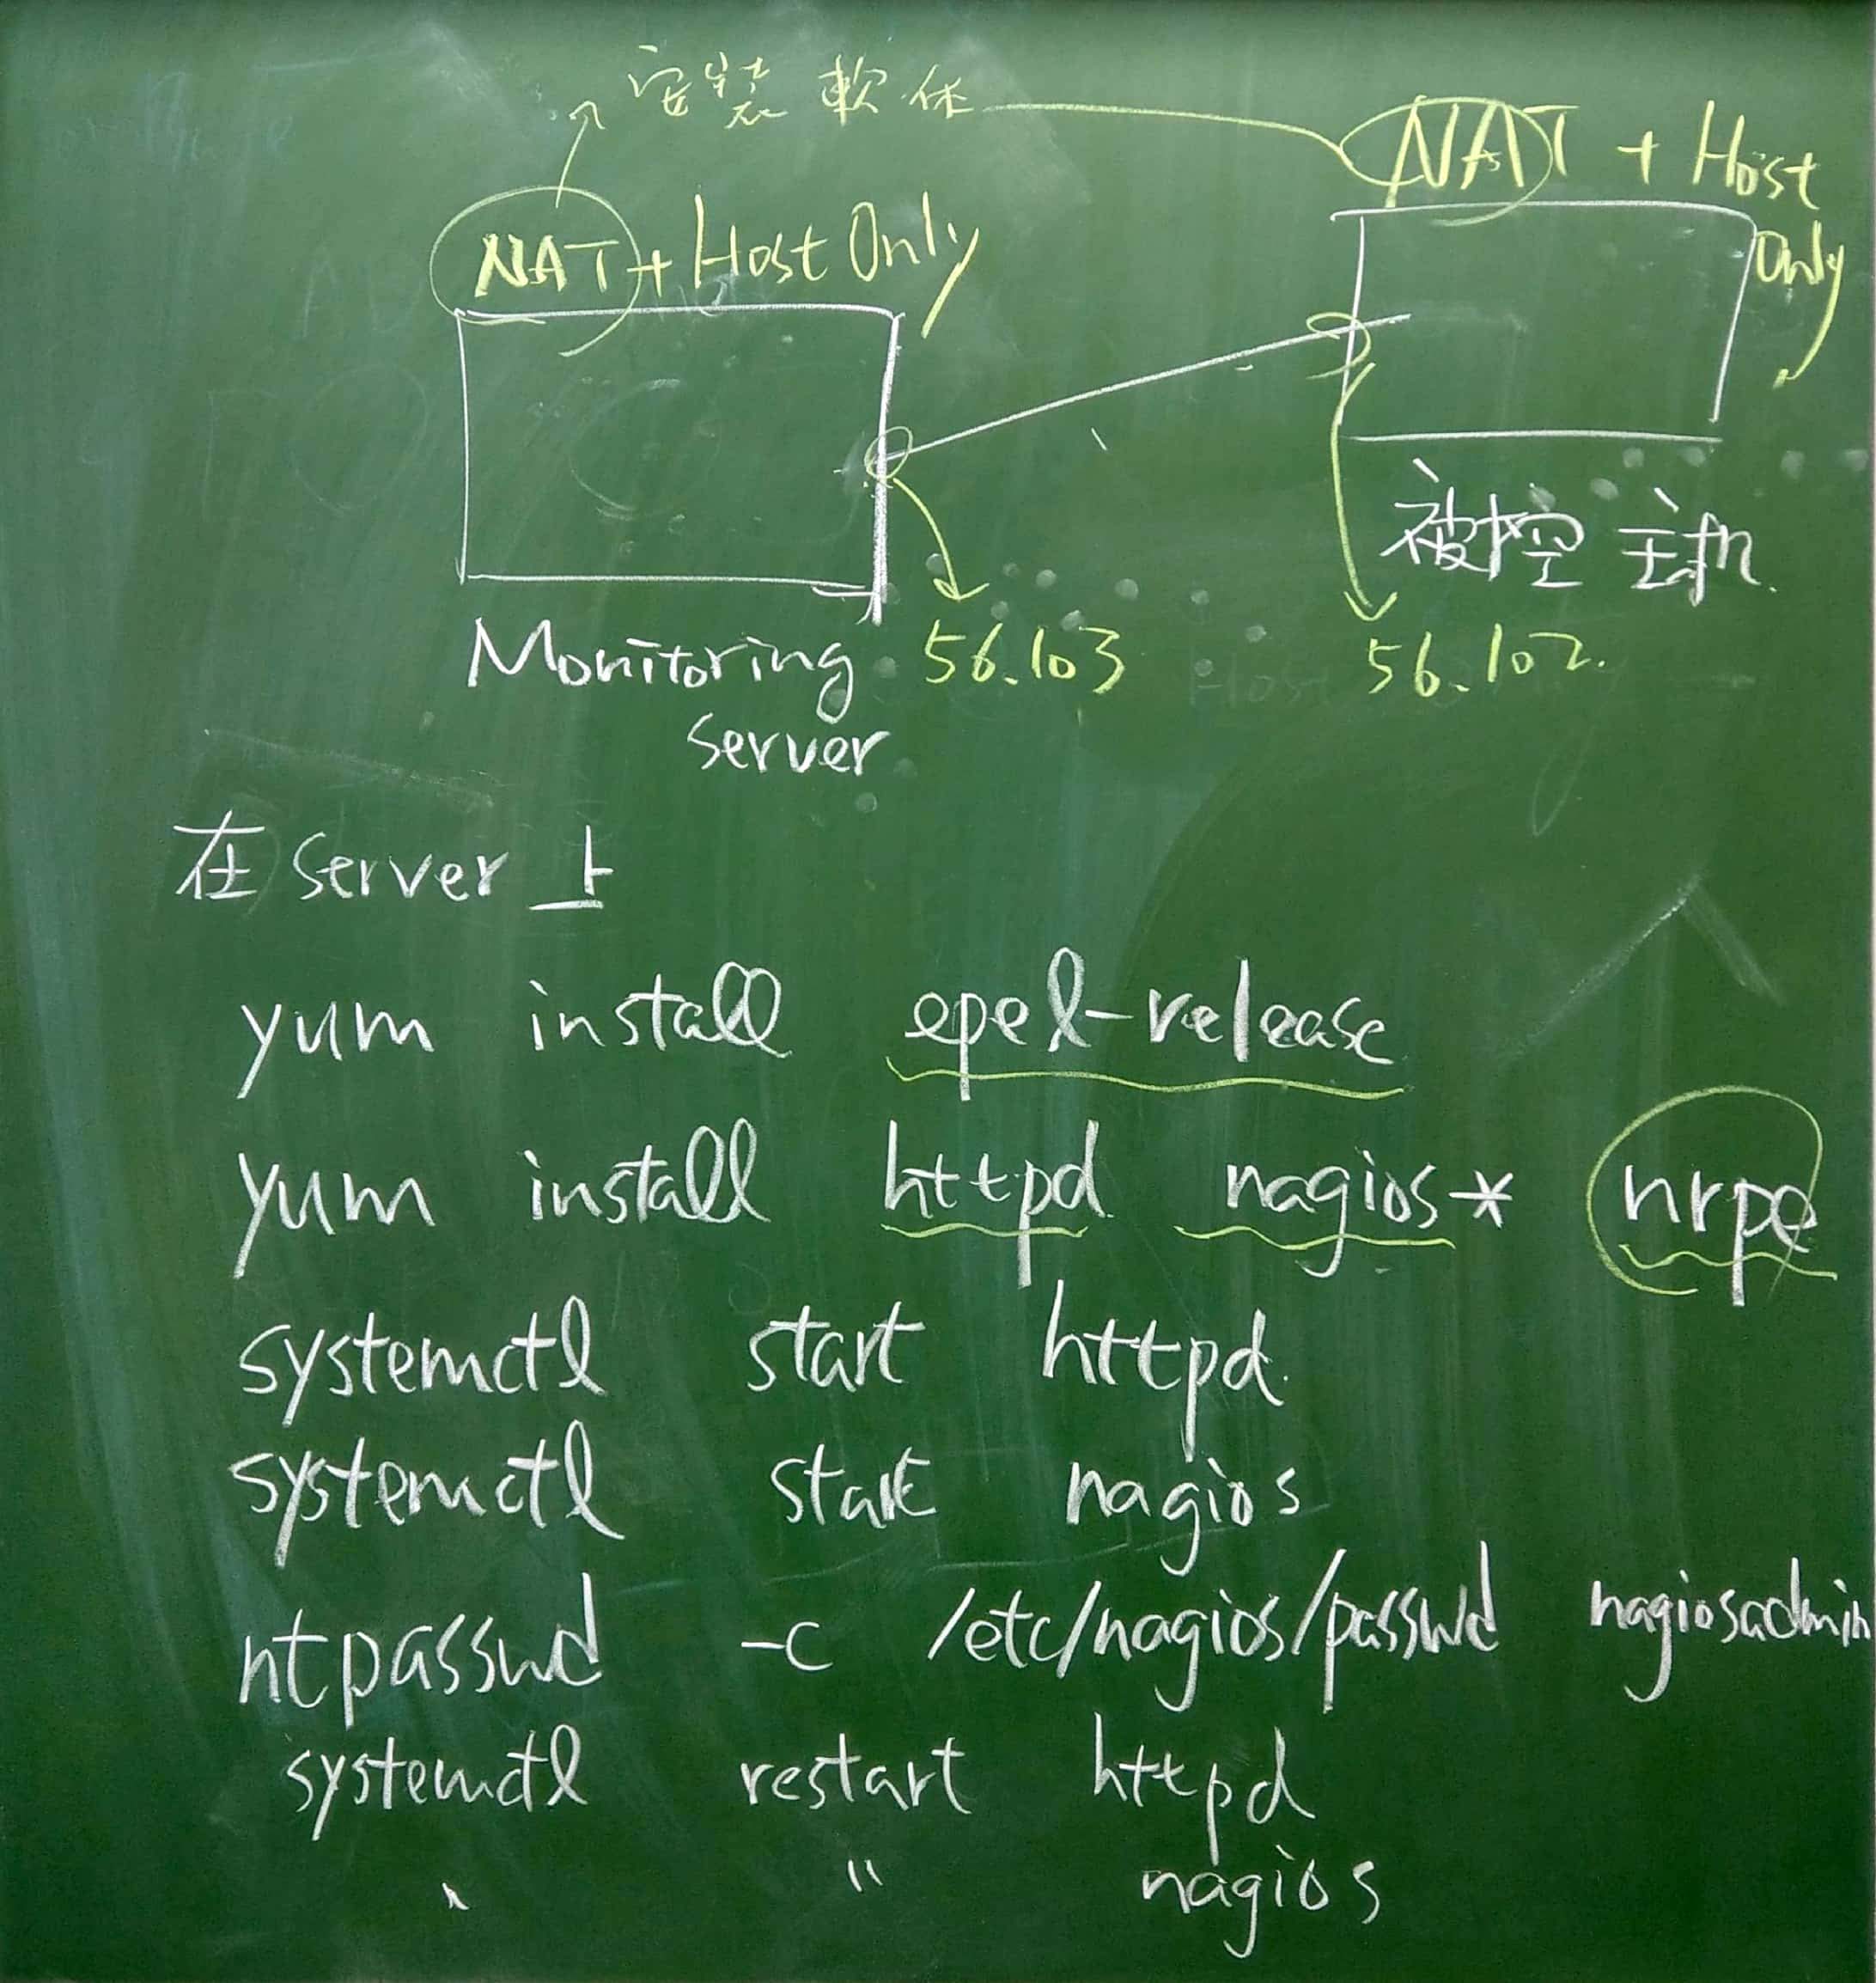 安裝 軟体
NAT + Host Only
NAT + Host
Only
被控 主机
Monitoring
server
56.103
56.102.
在 server 上
yum install epel-release
yum install httpd nagios* nrpe
systemctl start httpd
systemctl start nagios
htpasswd -c /etc/nagios/passwd nagiosadmin
systemctl restart httpd
〃 〃 nagios